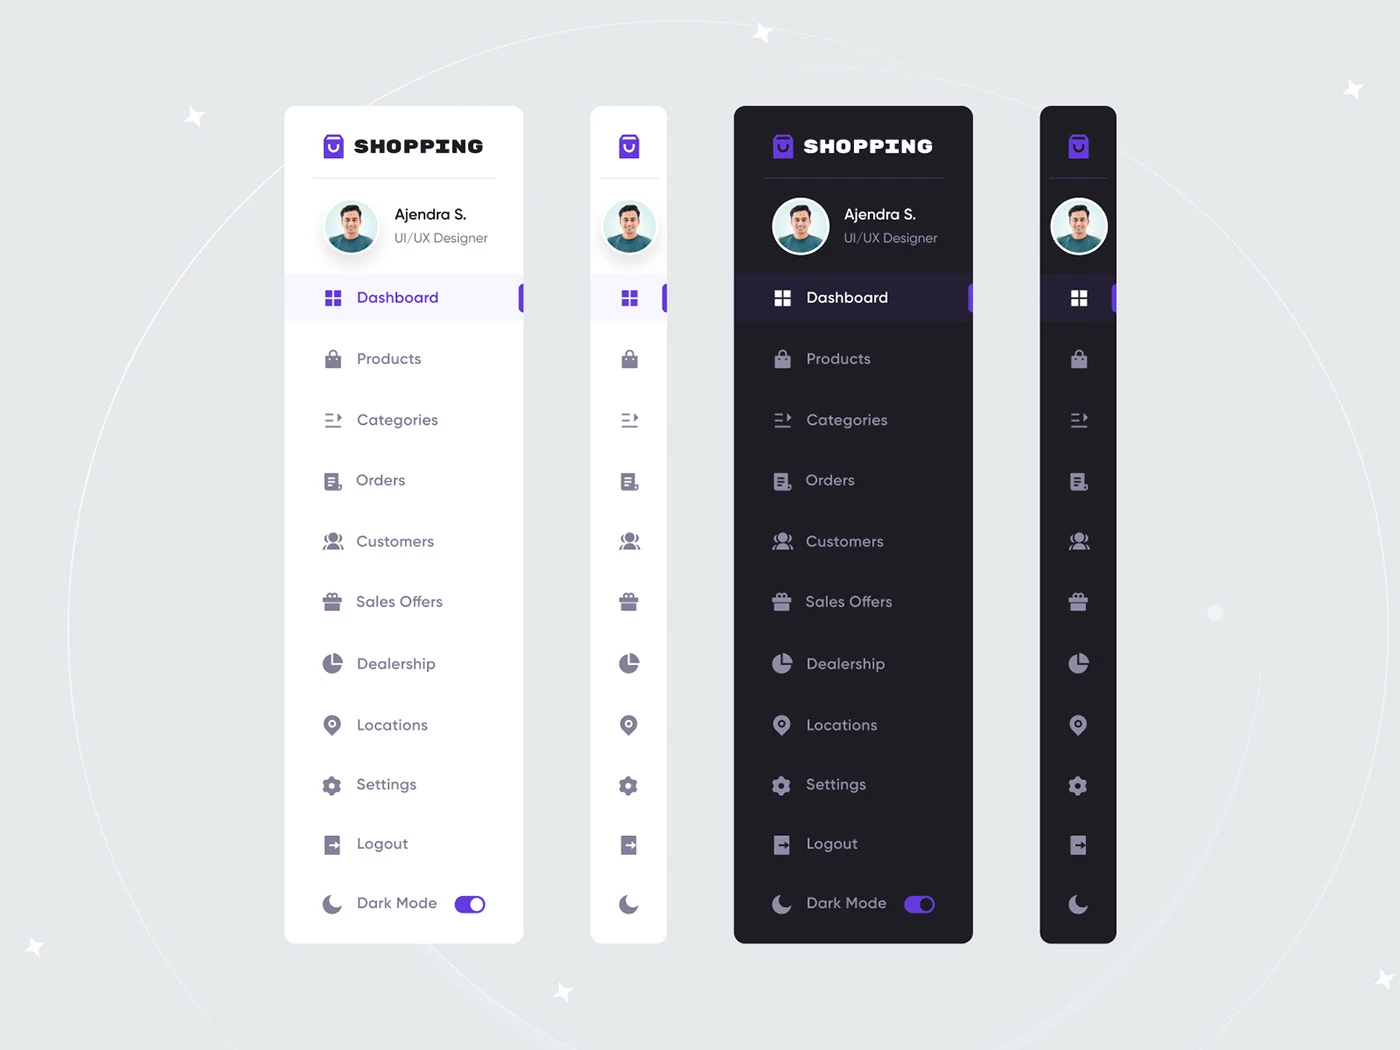 SHOPPING
Ajendra S.
UI/UX Designer
Dashboard
Products
Categories
Orders
Customers
Sales Offers
Dealership
Locations
Settings
Logout
Dark Mode
SHOPPING
Ajendra S.
UI/UX Designer
Dashboard
Products
Categories
Orders
Customers
Sales Offers
Dealership
Locations
Settings
Logout
Dark Mode